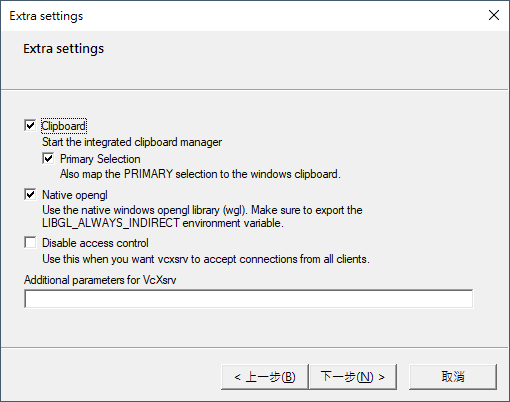 Extra settings
Extra settings
Clipboard
Start the integrated clipboard manager
Primary Selection
Also map the PRIMARY selection to the windows clipboard.
Native opengl
Use the native windows opengl library (wgl). Make sure to export the
LIBGL_ALWAYS_INDIRECT environment variable.
Disable access control
Use this when you want vcxsrv to accept connections from all clients.
Additional parameters for VcXsrv
< 上一步(B) 下一步(N) > 取消